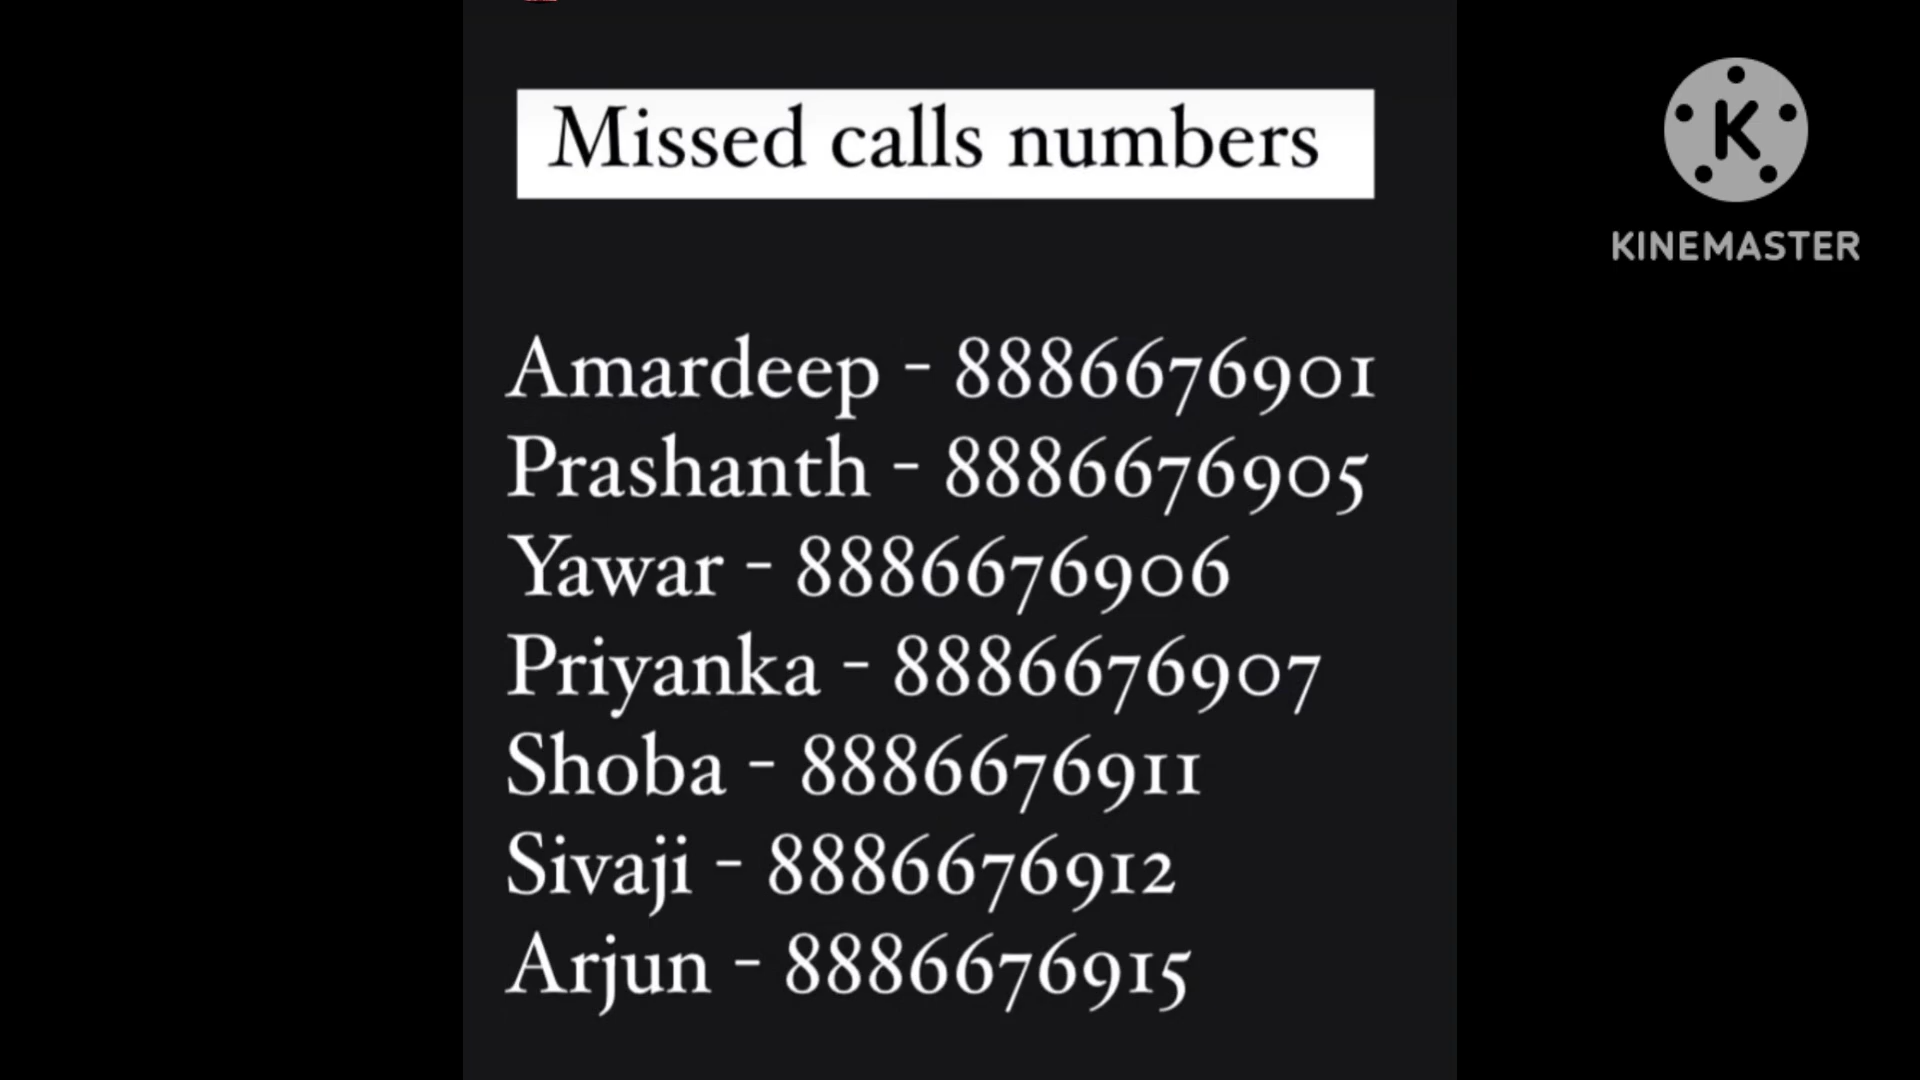 Missed calls numbers
KINEMASTER
Amardeep - 8886676901
Prashanth - 8886676905
Yawar - 8886676906
Priyanka - 8886676907
Shoba - 8886676911
Sivaji - 8886676912
Arjun - 8886676915